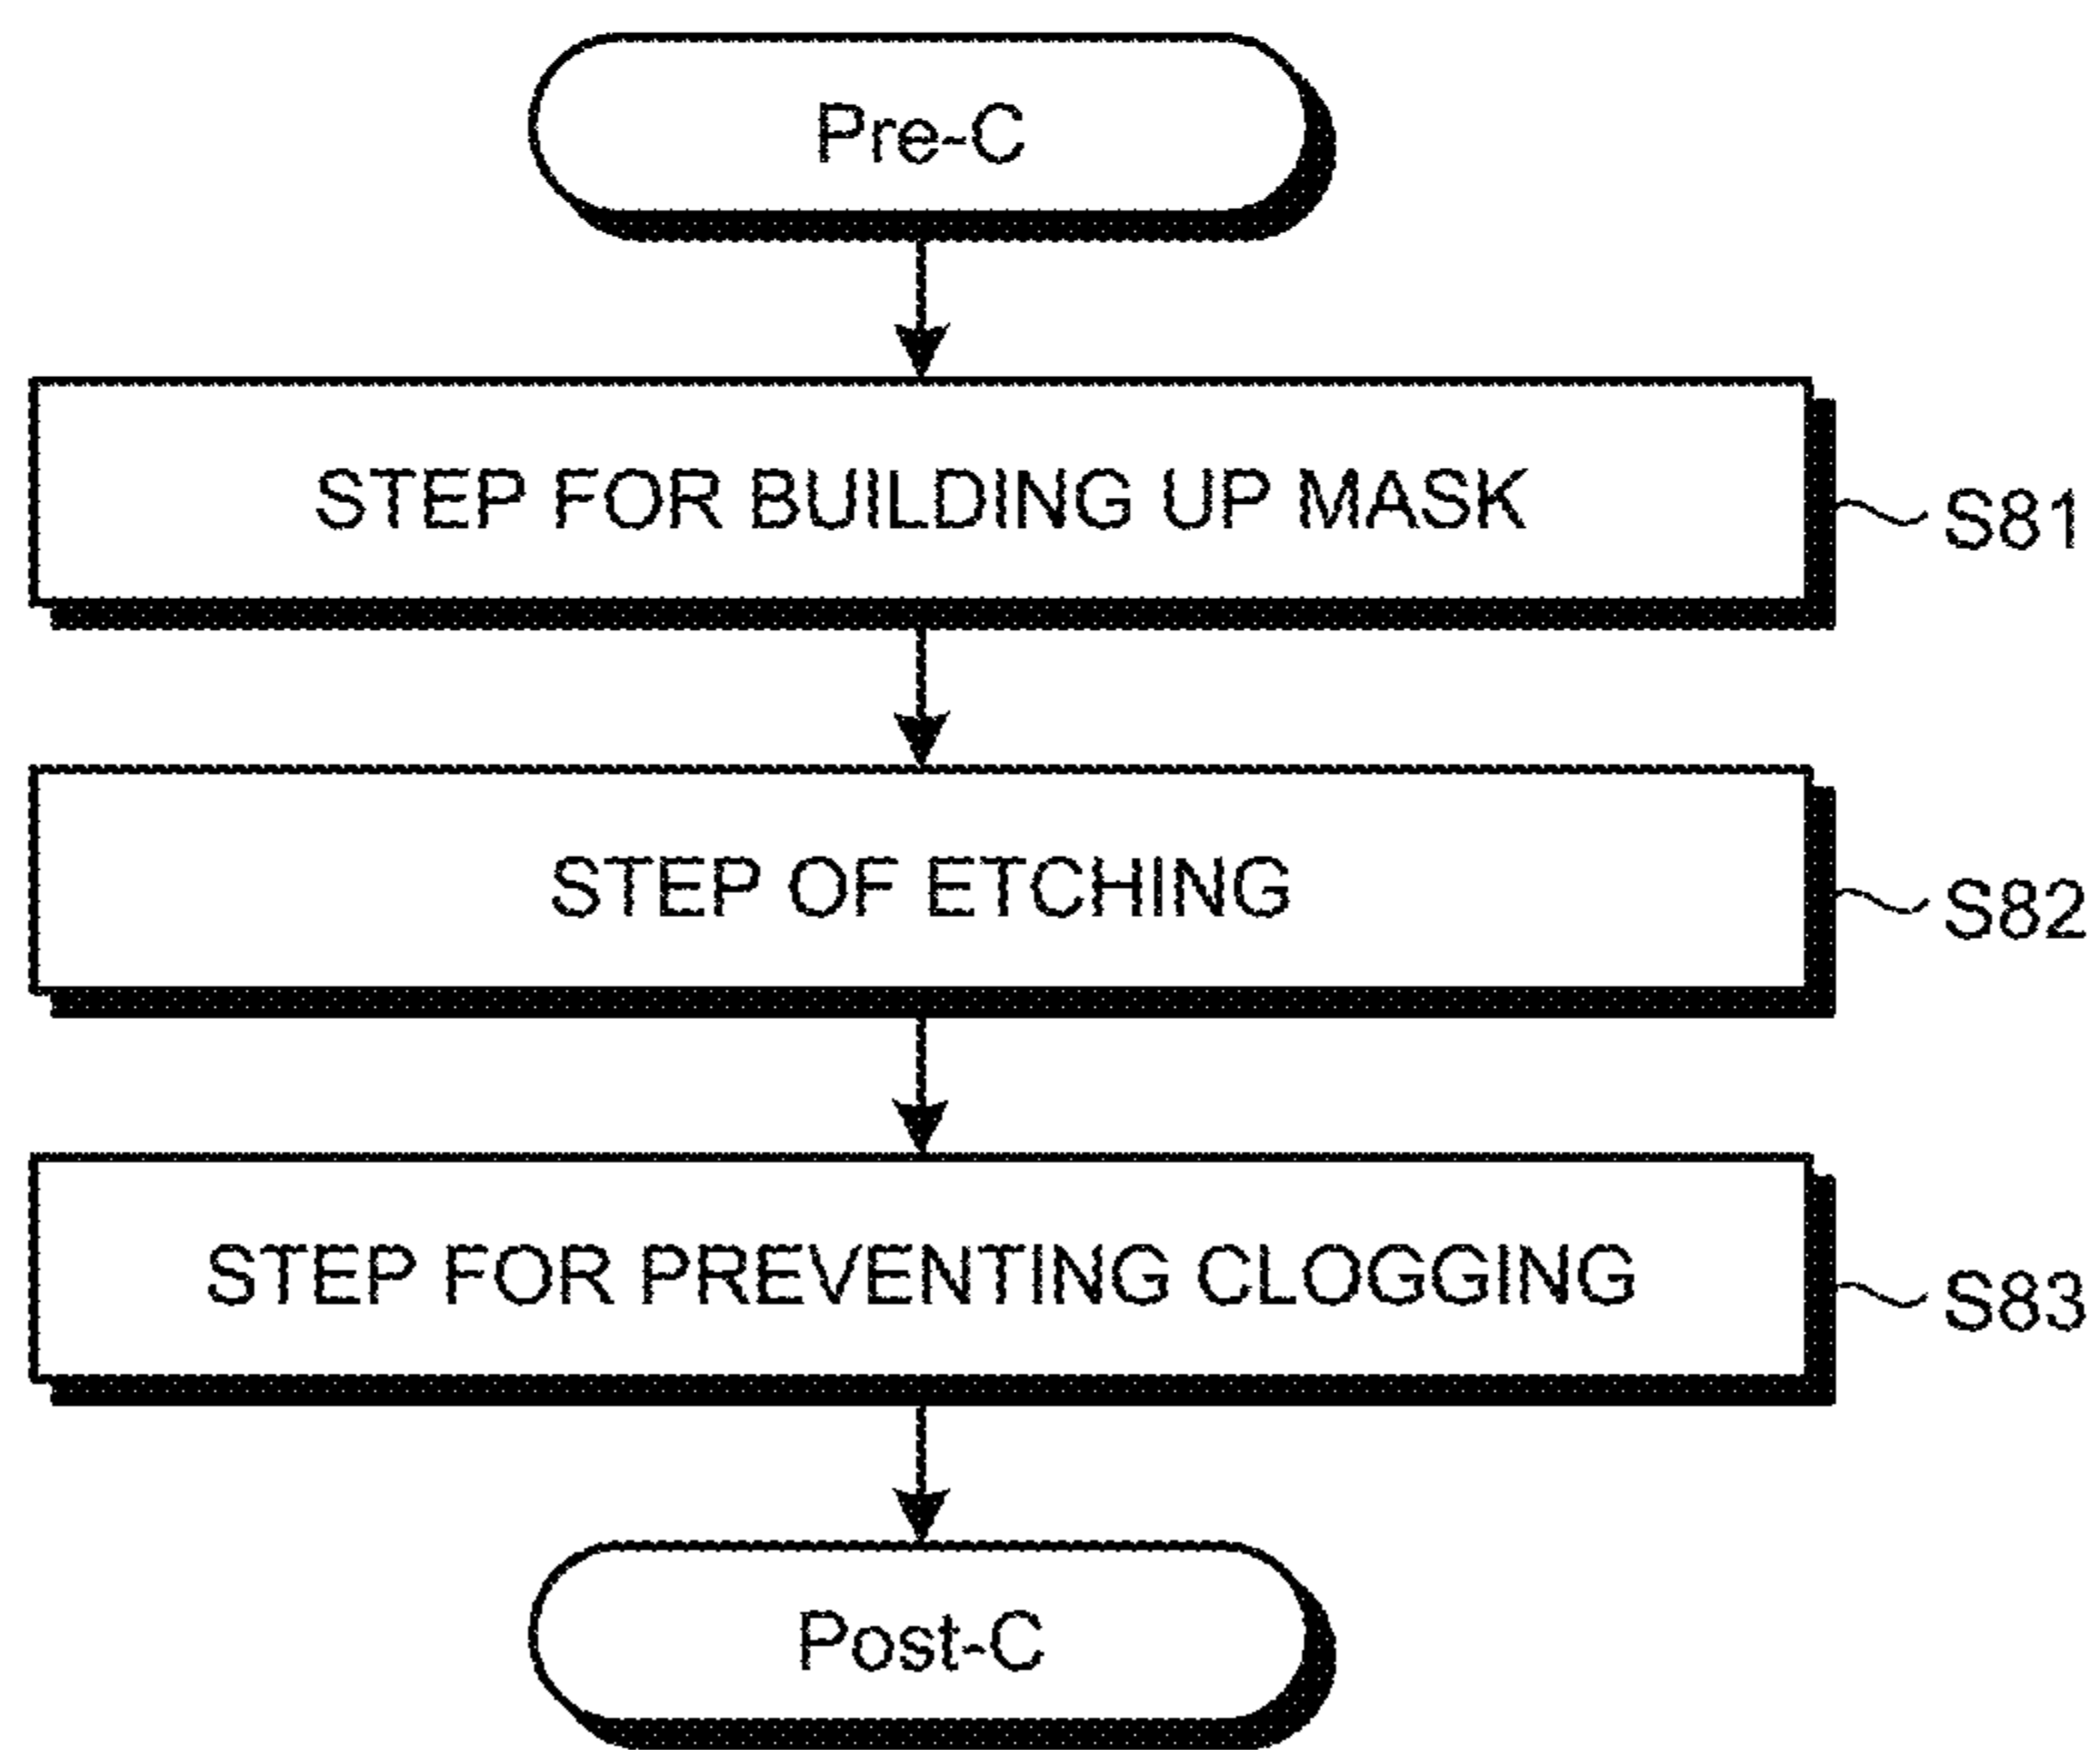 Pre-C
STEP FOR BUILDING UP MASK
S81
STEP OF ETCHING
S82
STEP FOR PREVENTING CLOGGING
S83
Post-C